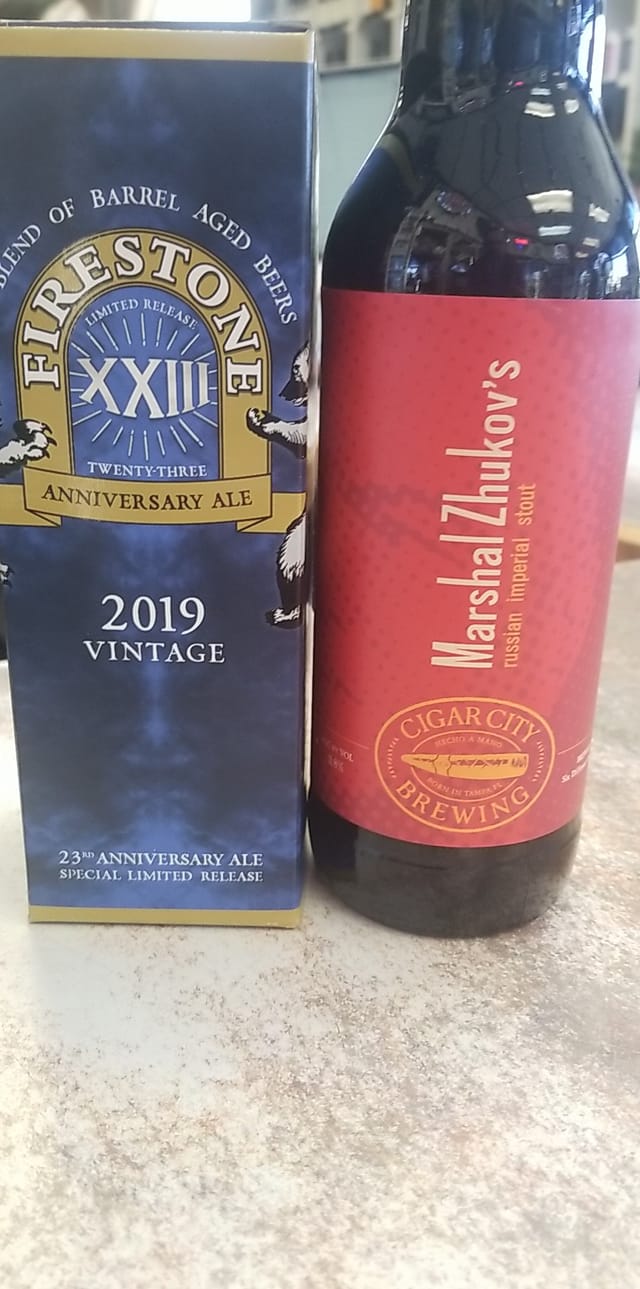 BLEND OF BARREL AGED BEERS
FIRESTONE
LIMITED RELEASE
XXIII
TWENTY-THREE
ANNIVERSARY ALE
2019
VINTAGE
23RD ANNIVERSARY ALE
SPECIAL LIMITED RELEASE
Marshal Zhukov's
russian imperial stout
CIGAR CITY
HECHO A MANO
BORN IN TAMPA, FL
BREWING